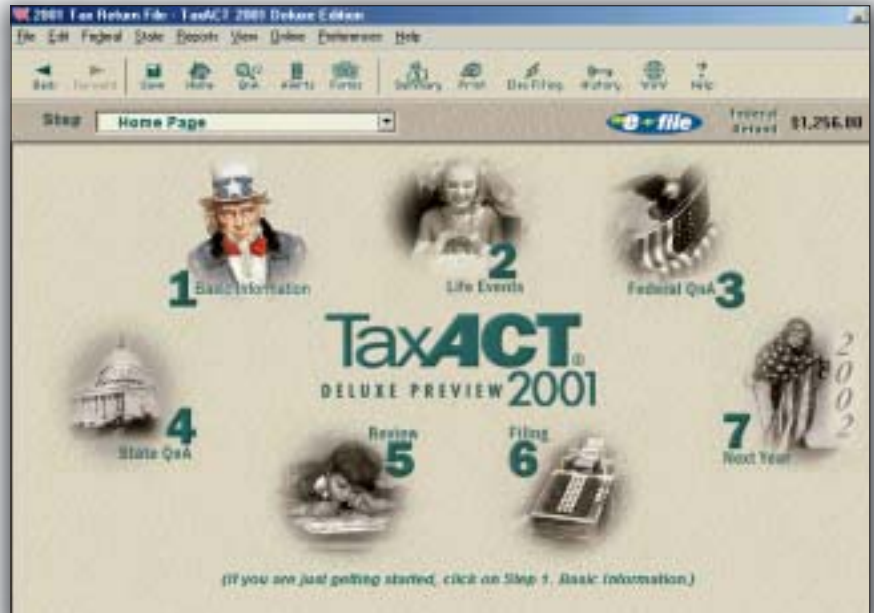 2001 Tax Return File - TaxACT 2001 Deluxe Edition
File Edit Federal State Reports View Online Preferences Help
Back Forward Save Home QnA Alerts Forms Summary Print Elec Filing History WWW Help
Step Home Page e-file Federal Refund $1,256.00
1 Basic Information
2 Life Events
Federal QnA 3
TaxACT®
DELUXE PREVIEW 2001
4 State QnA
Review 5
Filing 6
7 Next Year
2002
(If you are just getting started, click on Step 1. Basic Information.)